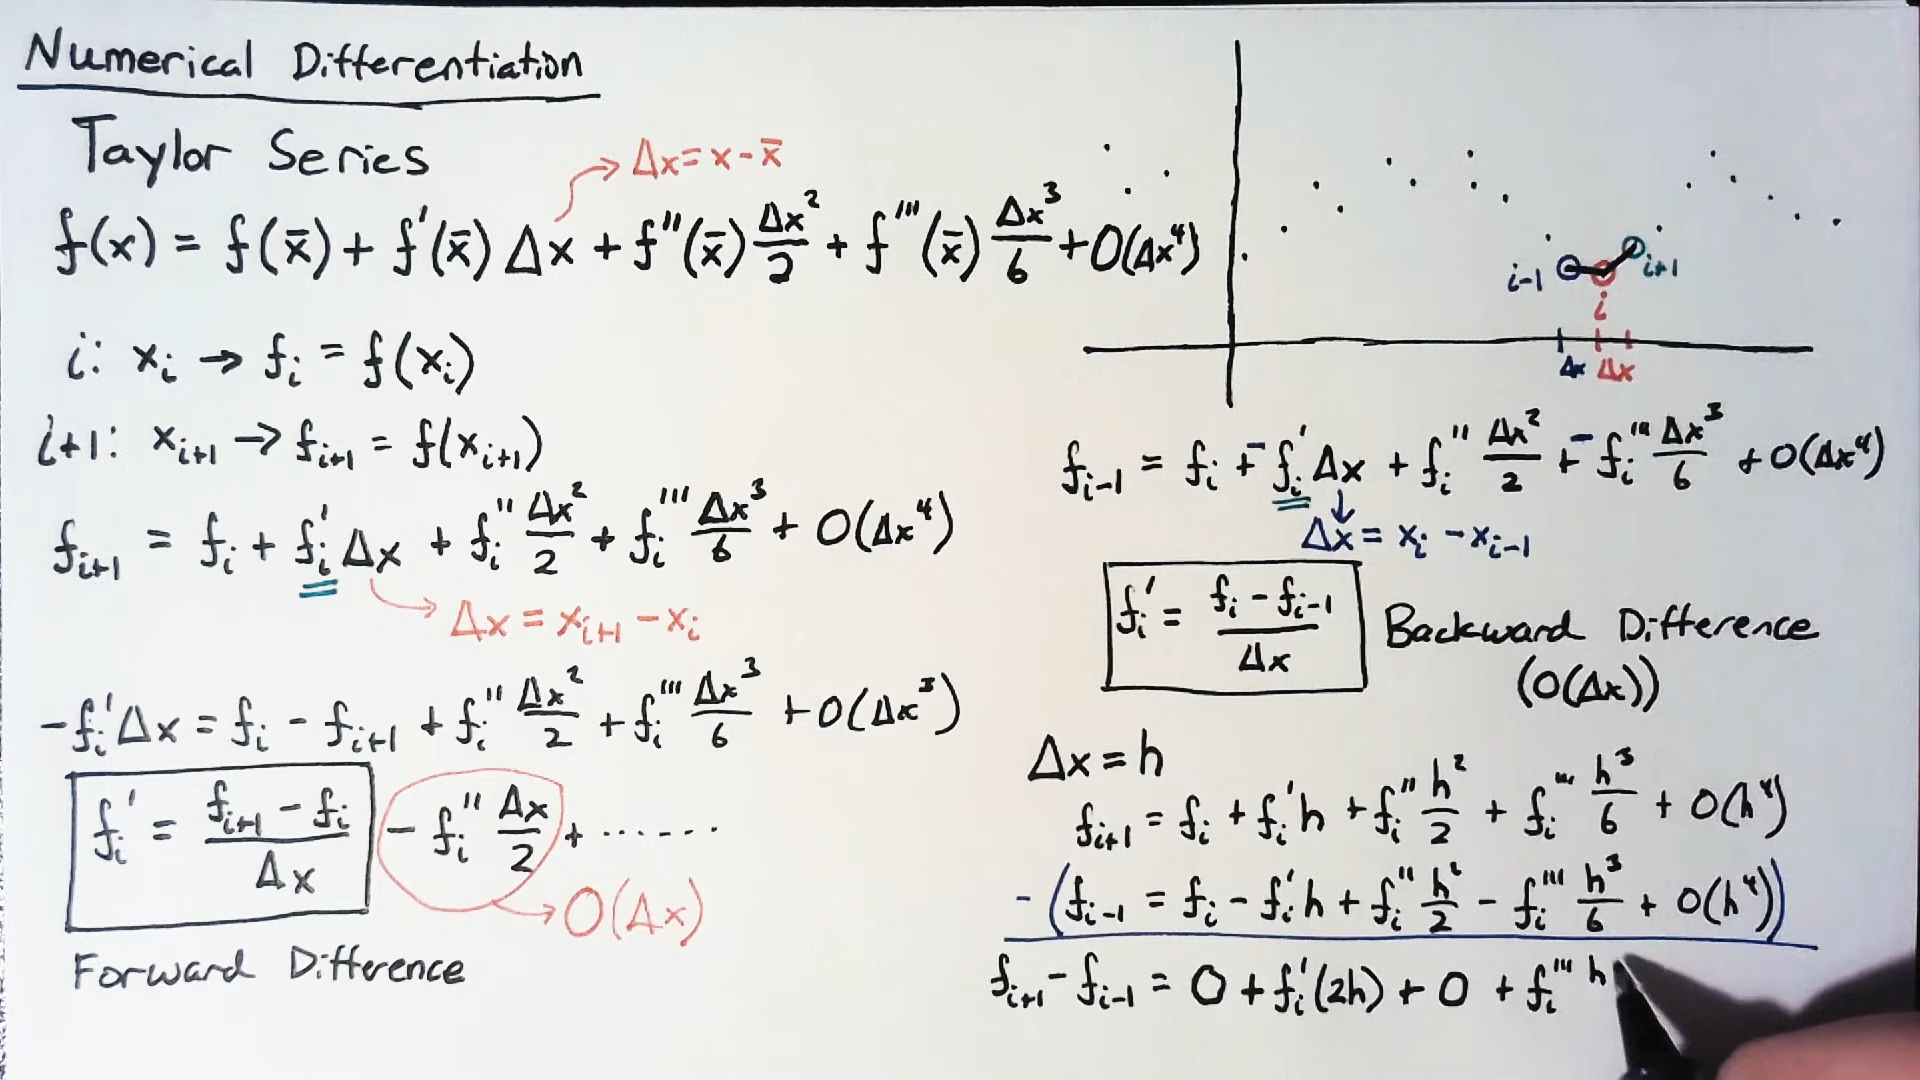 Numerical Differentiation
Taylor Series
Δx = x - x̄
f(x) = f(x̄) + f'(x̄) Δx + f''(x̄) Δx²/2 + f'''(x̄) Δx³/6 + O(Δx⁴)
i: xᵢ → fᵢ = f(xᵢ)
i+1: xᵢ₊₁ → fᵢ₊₁ = f(xᵢ₊₁)
fᵢ₊₁ = fᵢ + fᵢ' Δx + fᵢ'' Δx²/2 + fᵢ''' Δx³/6 + O(Δx⁴)
Δx = xᵢ₊₁ - xᵢ
-fᵢ'Δx = fᵢ - fᵢ₊₁ + fᵢ'' Δx²/2 + fᵢ''' Δx³/6 + O(Δx³)
fᵢ' = (fᵢ₊₁ - fᵢ)/Δx - fᵢ'' Δx/2 + ......
→ O(Δx)
Forward Difference
i-1 i i+1
Δx Δx
fᵢ₋₁ = fᵢ - fᵢ' Δx + fᵢ'' Δx²/2 - fᵢ''' Δx³/6 + O(Δx⁴)
Δx = xᵢ - xᵢ₋₁
fᵢ' = (fᵢ - fᵢ₋₁)/Δx Backward Difference
(O(Δx))
Δx = h
fᵢ₊₁ = fᵢ + fᵢ'h + fᵢ'' h²/2 + fᵢ''' h³/6 + O(h⁴)
- (fᵢ₋₁ = fᵢ - fᵢ'h + fᵢ'' h²/2 - fᵢ''' h³/6 + O(h⁴))
fᵢ₊₁ - fᵢ₋₁ = 0 + fᵢ'(2h) + 0 + fᵢ''' h